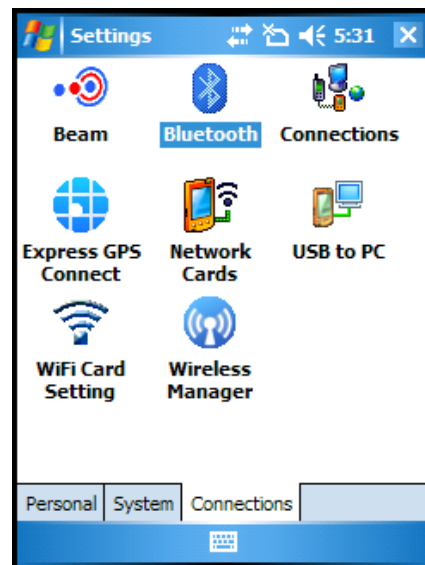 Settings 5:31
Beam Bluetooth Connections
Express GPS Network USB to PC
Connect Cards
WiFi Card Wireless
Setting Manager
Personal System Connections